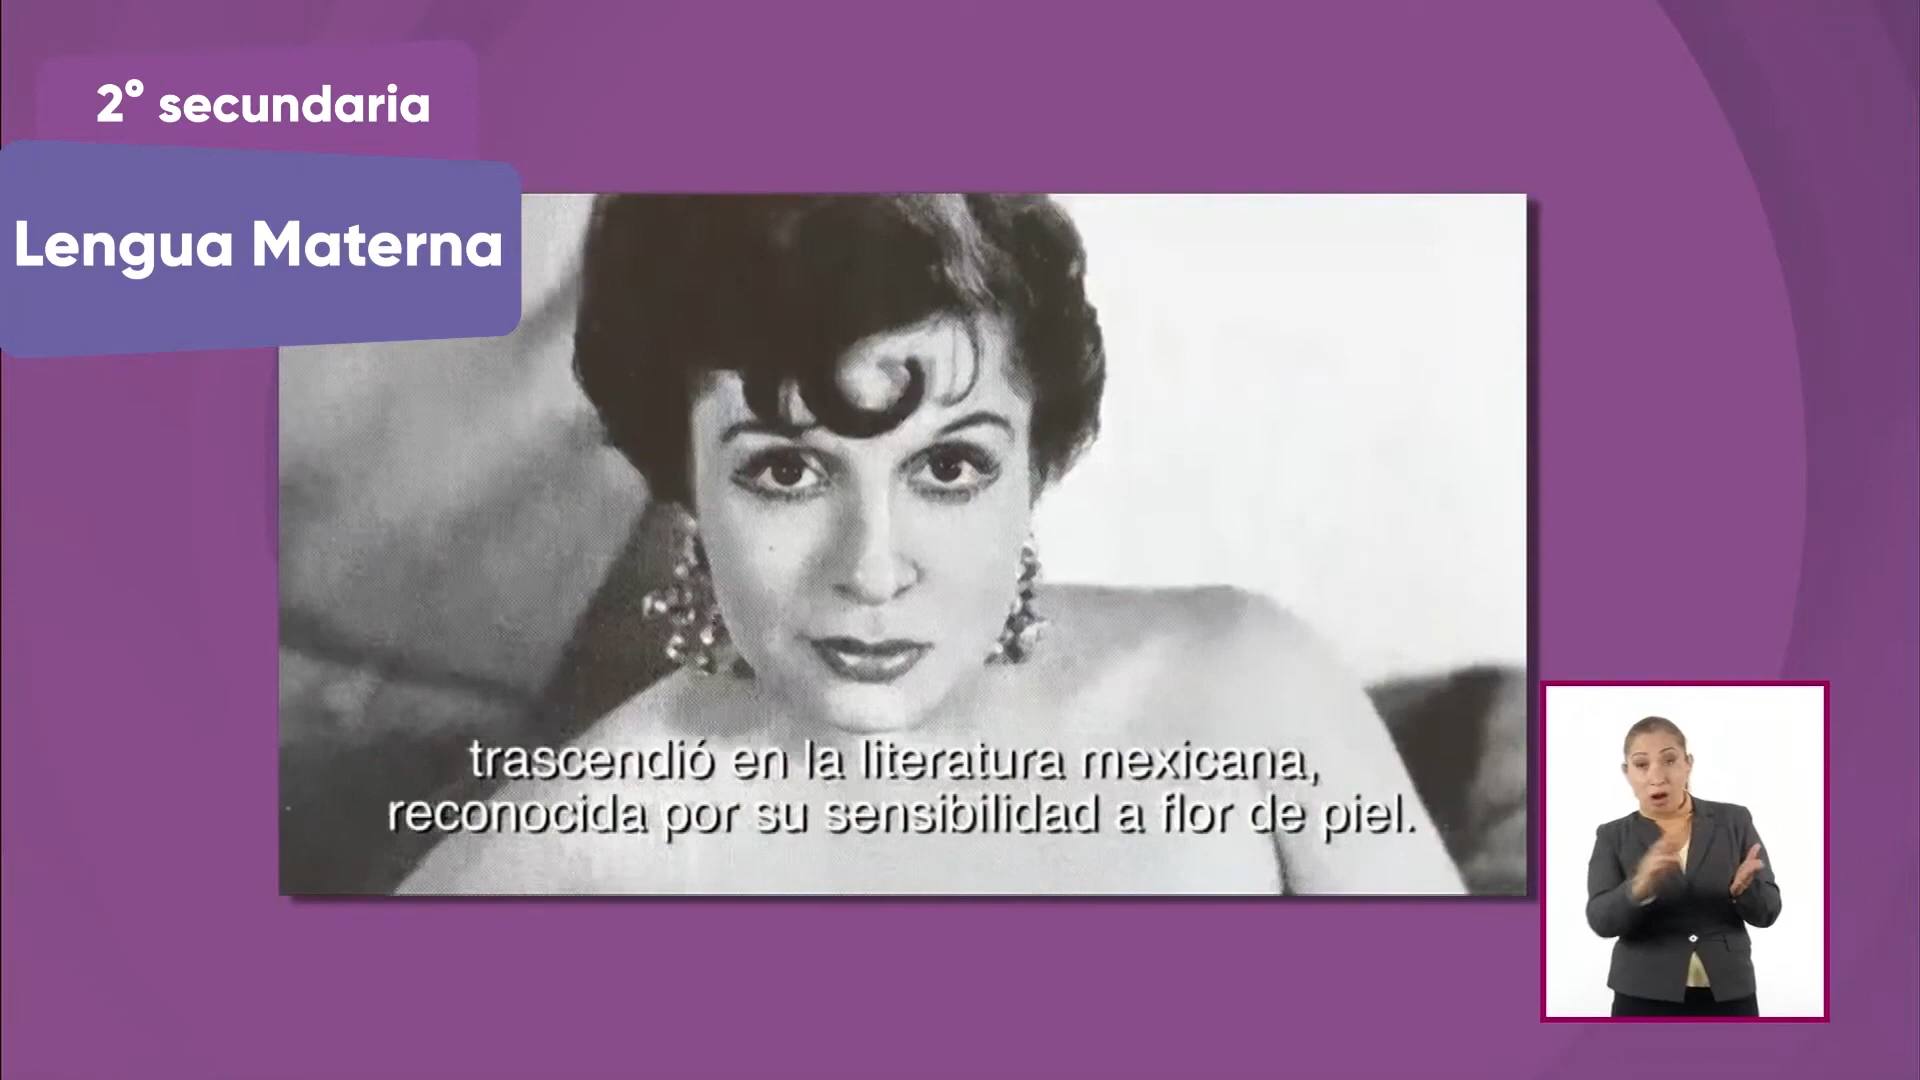 2° secundaria
Lengua Materna
trascendió en la literatura mexicana,
reconocida por su sensibilidad a flor de piel.